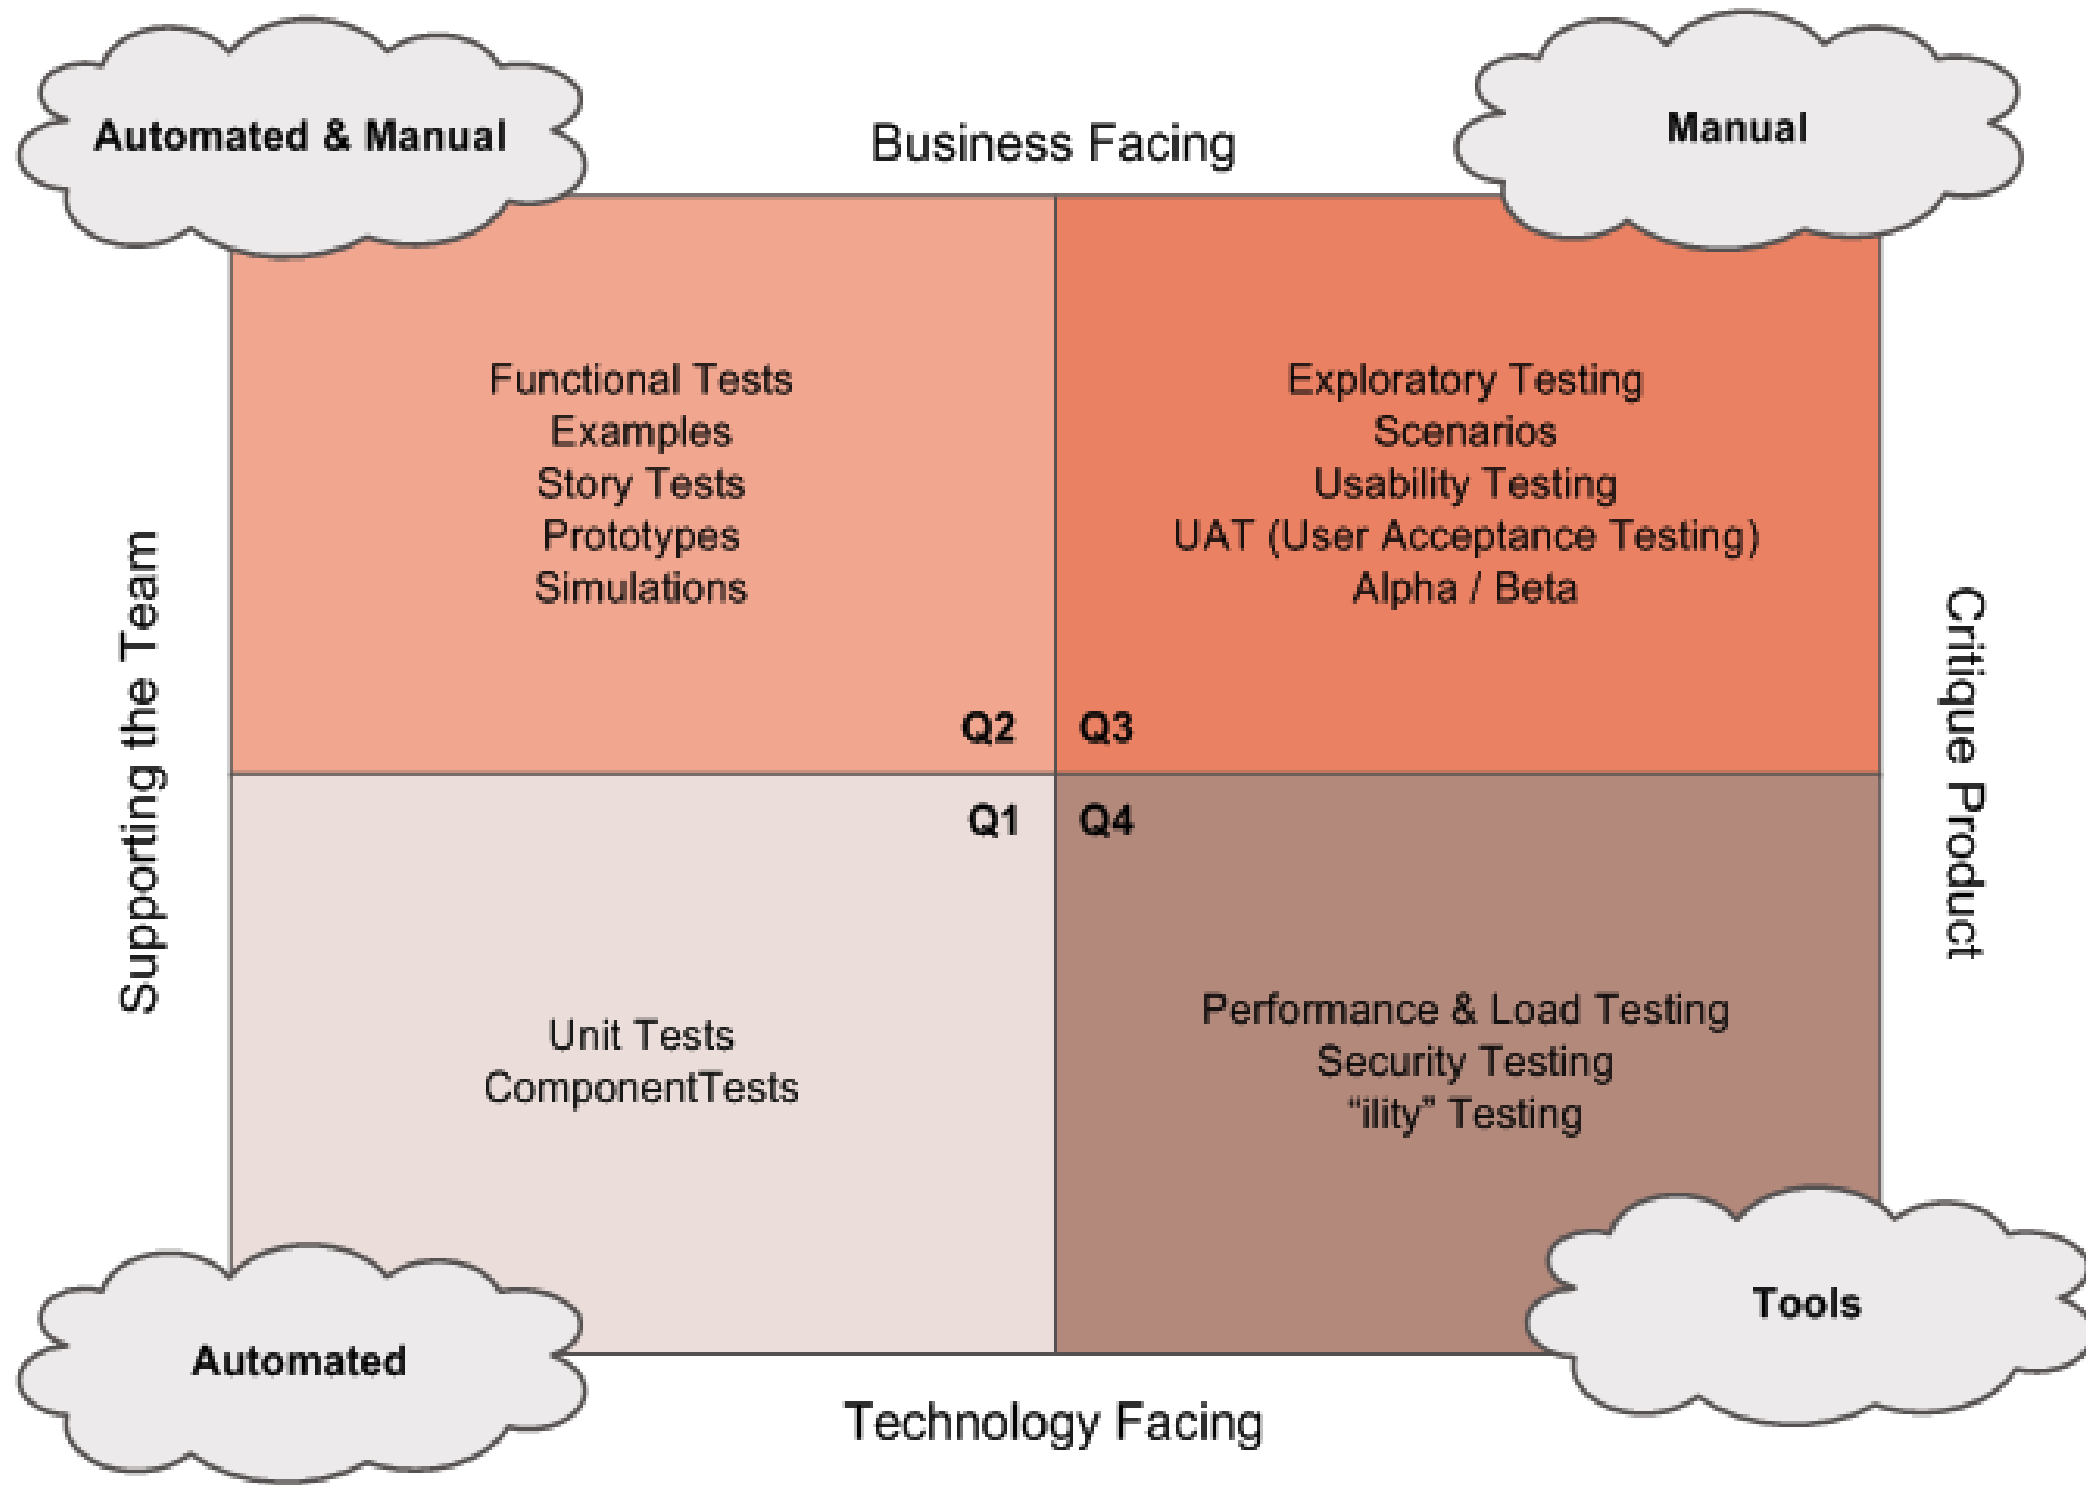 Automated & Manual
Business Facing
Manual
Functional Tests
Examples
Story Tests
Prototypes
Simulations
Q2
Exploratory Testing
Scenarios
Usability Testing
UAT (User Acceptance Testing)
Alpha / Beta
Q3
Supporting the Team
Critique Product
Q1
Unit Tests
ComponentTests
Q4
Performance & Load Testing
Security Testing
“ility” Testing
Automated
Tools
Technology Facing